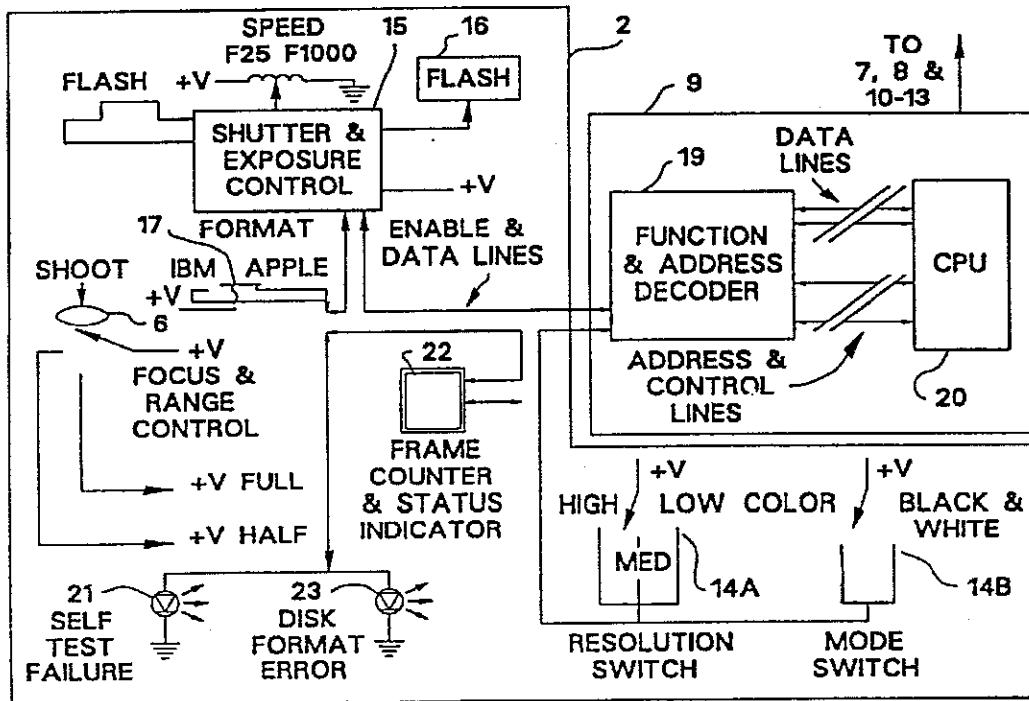 SPEED
F25 F1000
15
16
2
TO
7, 8 &
10-13
FLASH
+V
FLASH
9
SHUTTER &
EXPOSURE
CONTROL
+V
19
DATA
LINES
FUNCTION
& ADDRESS
DECODER
CPU
17
FORMAT
IBM APPLE
+V
ENABLE &
DATA LINES
SHOOT
6
+V
FOCUS &
RANGE
CONTROL
22
FRAME
COUNTER
& STATUS
INDICATOR
ADDRESS &
CONTROL
LINES
20
+V FULL
+V HALF
+V
HIGH
LOW
MED
14A
RESOLUTION
SWITCH
+V
COLOR
BLACK &
WHITE
14B
MODE
SWITCH
21
SELF
TEST
FAILURE
23
DISK
FORMAT
ERROR